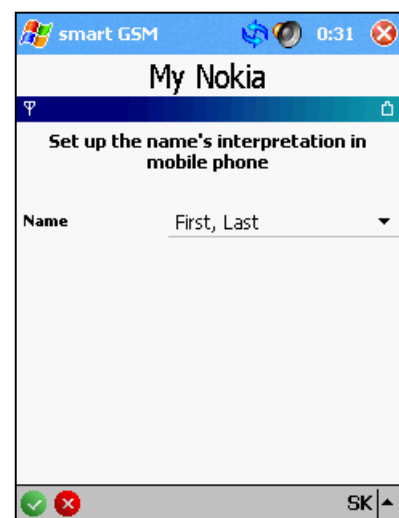 smart GSM 0:31
My Nokia
Set up the name's interpretation in
mobile phone
Name First, Last
SK